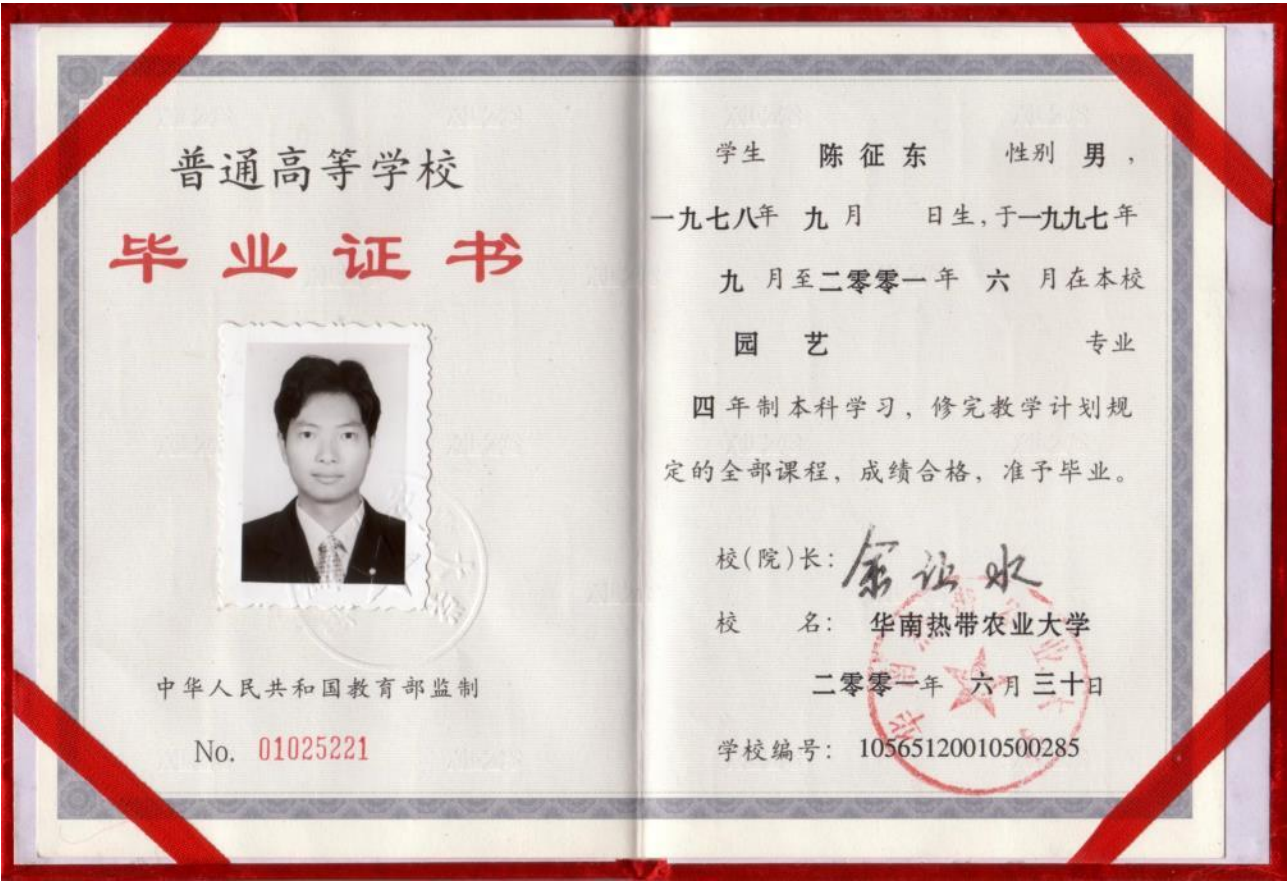 普通高等学校
毕业证书
中华人民共和国教育部监制
No. 01025221
学生 陈征东 性别 男，
一九七八年 九月 日生，于一九九七年
九 月至二零零一年 六 月在本校
园 艺 专业
四年制本科学习，修完教学计划规
定的全部课程，成绩合格，准予毕业。
校(院)长：
校 名：华南热带农业大学
二零零一年 六月三十日
学校编号：105651200105000285